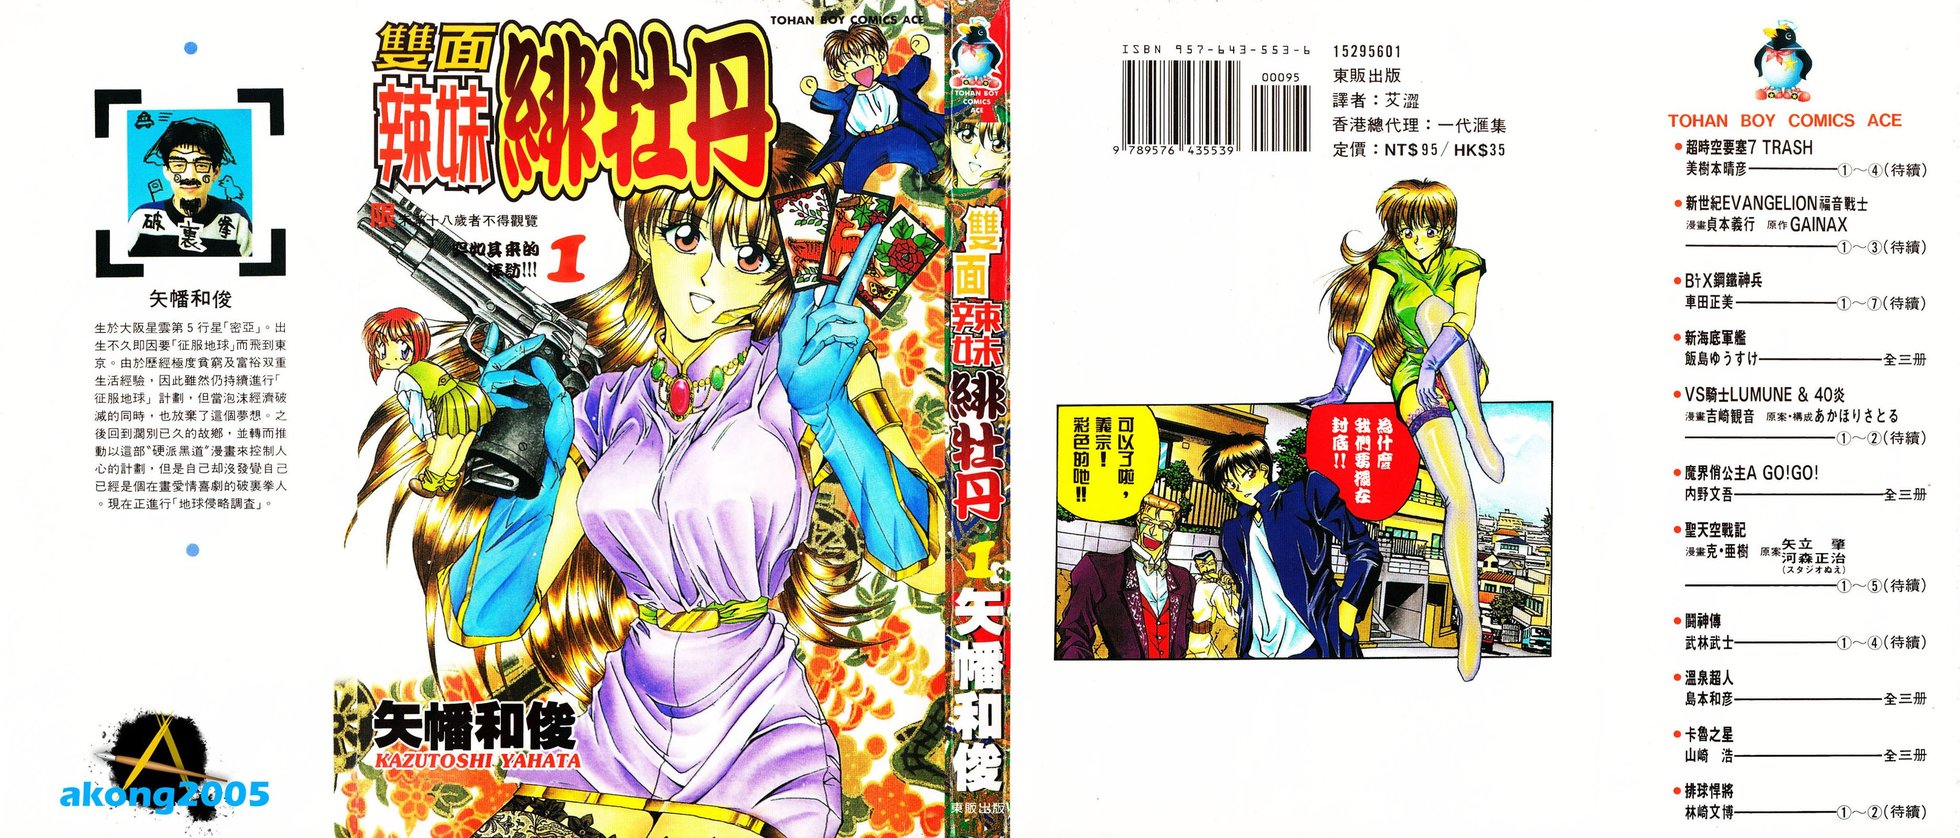 破裏拳
矢幡和俊
生於大阪星雲第5行星「密亞」。出
生不久即因要「征服地球」而飛到東
京。由於歷經極度貧窮及富裕双重
生活經驗，因此雖然仍持續進行「
征服地球」計劃，但當泡沫經濟破
滅的同時，也放棄了這個夢想。之
後回到濶別已久的故鄉，並轉而推
動以這部"硬派黑道"漫畫來控制人
心的計劃，但是自己却沒發覺自己
已經是個在畫愛情喜劇的破裏拳人
。現在正進行「地球侵略調査」。
akong2005
TOHAN BOY COMICS ACE
雙面
辣妹
緋牡丹
限
未滿十八歲者不得觀覽
1
矢幡和俊
KAZUTOSHI YAHATA
TOHAN BOY
COMICS
ACE
雙面辣妹緋牡丹 1 矢幡和俊
東販出版
ISBN 957-643-553-6
00095
9 789576 435539
15295601
東販出版
譯者：艾澀
香港總代理：一代滙集
定價：NT$95/HK$35
為什麼
我們要擺在
封底!!
可以了啦，
義宗！
彩色的吔!!
TOHAN BOY COMICS ACE
●超時空要塞7 TRASH
美樹本晴彦——①～④(待續)
●新世紀EVANGELION福音戰士
漫畫貞本義行 原作GAINAX
——①～③(待續)
●B'TX鋼鐵神兵
車田正美——①～⑦(待續)
●新海底軍艦
飯島ゆうすけ——全三冊
●VS騎士LUMUNE & 40炎
漫畫吉崎観音 原案・構成あかほりさとる
——①～②(待續)
●魔界俏公主A GO!GO!
内野文吾——全三冊
●聖天空戰記
漫畫克・亜樹 原案矢立 肇
河森正治
(スタジオぬえ)
——①～⑤(待續)
●鬪神傳
武林武士——①～④(待續)
●溫泉超人
島本和彦——全三冊
●卡魯之星
山崎 浩——全三冊
●排球悍將
林崎文博——①～②(待續)